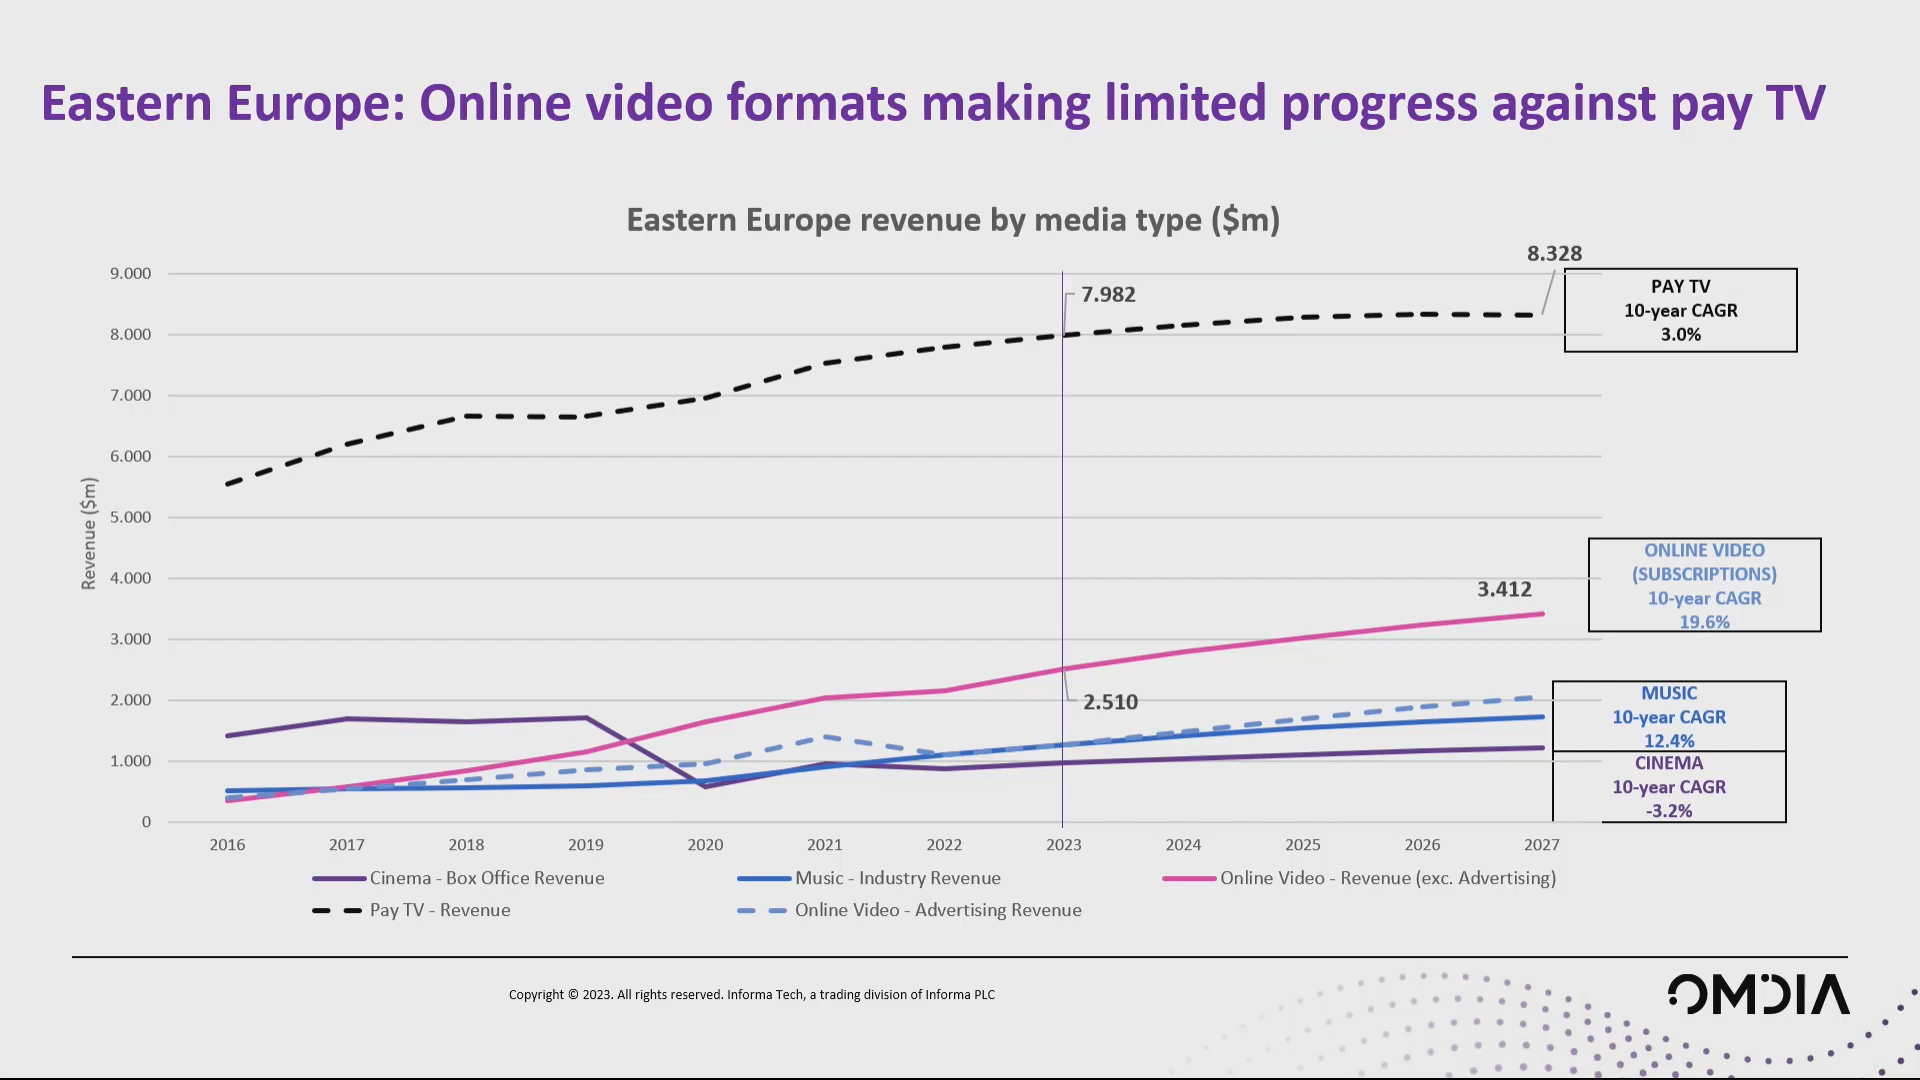 Eastern Europe: Online video formats making limited progress against pay TV
Eastern Europe revenue by media type ($m)
Revenue ($m)
9.000
8.000
7.000
6.000
5.000
4.000
3.000
2.000
1.000
0
2016
2017
2018
2019
2020
2021
2022
2023
2024
2025
2026
2027
7.982
8.328
2.510
3.412
PAY TV
10-year CAGR
3.0%
ONLINE VIDEO
(SUBSCRIPTIONS)
10-year CAGR
19.6%
MUSIC
10-year CAGR
12.4%
CINEMA
10-year CAGR
-3.2%
Cinema - Box Office Revenue
Music - Industry Revenue
Online Video - Revenue (exc. Advertising)
Pay TV - Revenue
Online Video - Advertising Revenue
Copyright © 2023. All rights reserved. Informa Tech, a trading division of Informa PLC
OMDIA